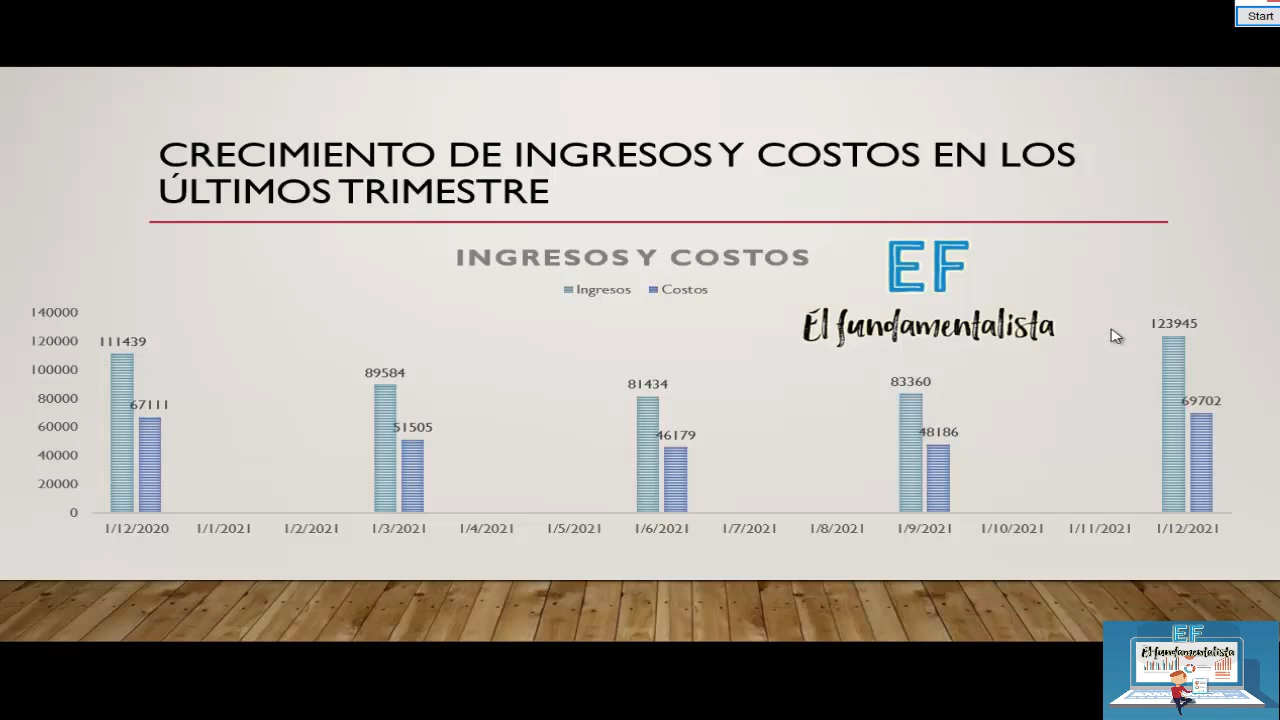 Start
CRECIMIENTO DE INGRESOS Y COSTOS EN LOS
ÚLTIMOS TRIMESTRE
INGRESOS Y COSTOS
Ingresos Costos
EF
El fundamentalista
140000
120000
100000
80000
60000
40000
20000
0
111439
67111
89584
51505
81434
46179
83360
48186
123945
69702
1/12/2020 1/1/2021 1/2/2021 1/3/2021 1/4/2021 1/5/2021 1/6/2021 1/7/2021 1/8/2021 1/9/2021 1/10/2021 1/11/2021 1/12/2021
EF
El fundamentalista